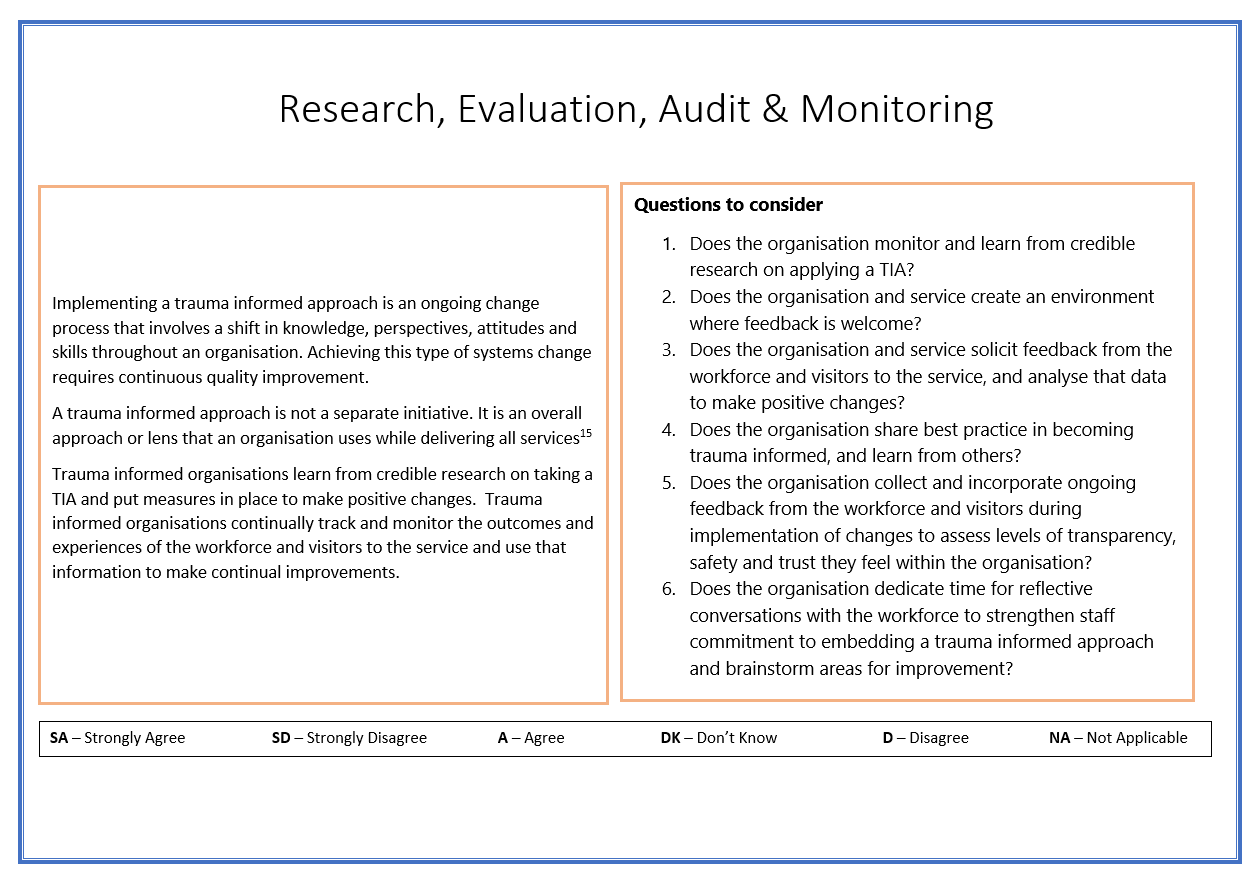 Research, Evaluation, Audit & Monitoring
Implementing a trauma informed approach is an ongoing change
process that involves a shift in knowledge, perspectives, attitudes and
skills throughout an organisation. Achieving this type of systems change
requires continuous quality improvement.
A trauma informed approach is not a separate initiative. It is an overall
approach or lens that an organisation uses while delivering all services15
Trauma informed organisations learn from credible research on taking a
TIA and put measures in place to make positive changes.  Trauma
informed organisations continually track and monitor the outcomes and
experiences of the workforce and visitors to the service and use that
information to make continual improvements.
Questions to consider
1. Does the organisation monitor and learn from credible
research on applying a TIA?
2. Does the organisation and service create an environment
where feedback is welcome?
3. Does the organisation and service solicit feedback from the
workforce and visitors to the service, and analyse that data
to make positive changes?
4. Does the organisation share best practice in becoming
trauma informed, and learn from others?
5. Does the organisation collect and incorporate ongoing
feedback from the workforce and visitors during
implementation of changes to assess levels of transparency,
safety and trust they feel within the organisation?
6. Does the organisation dedicate time for reflective
conversations with the workforce to strengthen staff
commitment to embedding a trauma informed approach
and brainstorm areas for improvement?
SA – Strongly Agree SD – Strongly Disagree A – Agree DK – Don’t Know D – Disagree NA – Not Applicable